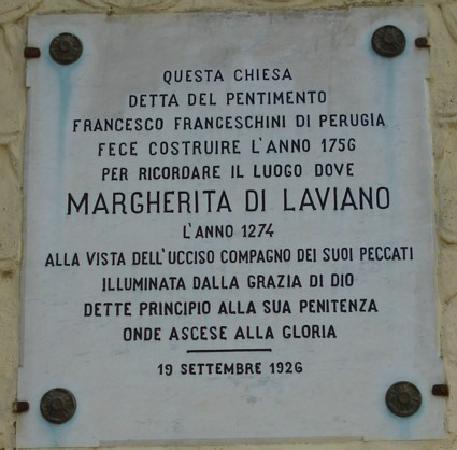 QUESTA CHIESA
DETTA DEL PENTIMENTO
FRANCESCO FRANCESCHINI DI PERUGIA
FECE COSTRUIRE L'ANNO 1756
PER RICORDARE IL LUOGO DOVE
MARGHERITA DI LAVIANO
L'ANNO 1274
ALLA VISTA DELL'UCCISO COMPAGNO DEI SUOI PECCATI
ILLUMINATA DALLA GRAZIA DI DIO
DETTE PRINCIPIO ALLA SUA PENITENZA
ONDE ASCESE ALLA GLORIA
19 SETTEMBRE 1926